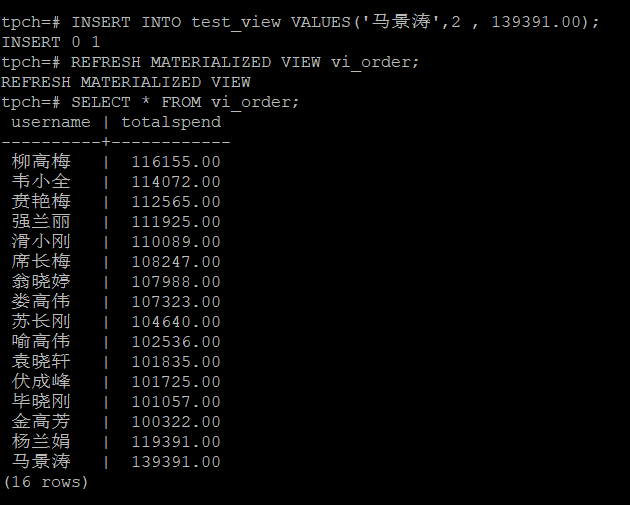 tpch=# INSERT INTO test_view VALUES('马景涛',2 , 139391.00);
INSERT 0 1
tpch=# REFRESH MATERIALIZED VIEW vi_order;
REFRESH MATERIALIZED VIEW
tpch=# SELECT * FROM vi_order;
 username | totalspend
----------+------------
 柳高梅   |  116155.00
 韦小全   |  114072.00
 贲艳梅   |  112565.00
 强兰丽   |  111925.00
 滑小刚   |  110089.00
 席长梅   |  108247.00
 翁晓婷   |  107988.00
 娄高伟   |  107323.00
 苏长刚   |  104640.00
 喻高伟   |  102536.00
 袁晓轩   |  101835.00
 伏成峰   |  101725.00
 毕晓刚   |  101057.00
 金高芳   |  100322.00
 杨兰娟   |  119391.00
 马景涛   |  139391.00
(16 rows)